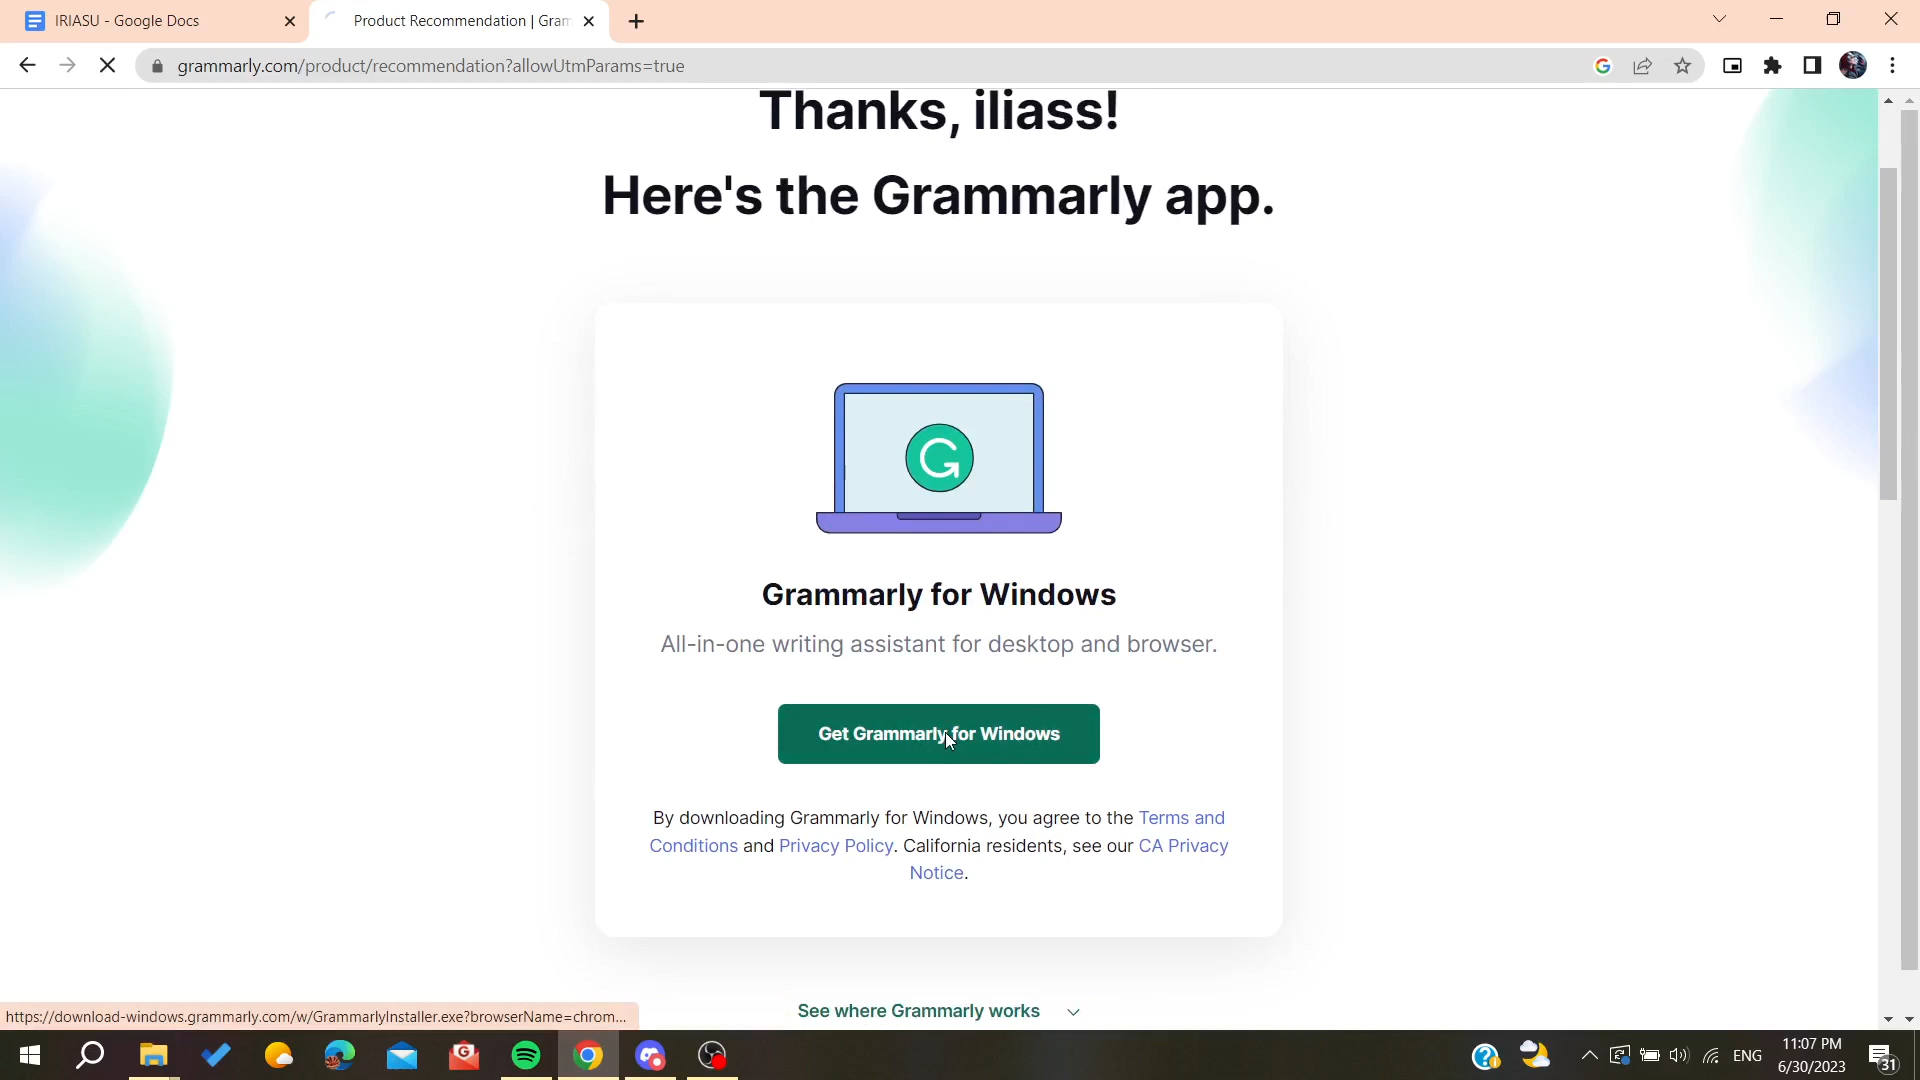 IRIASU - Google Docs
Product Recommendation | Gram
grammarly.com/product/recommendation?allowUtmParams=true
Thanks, iliass!
Here's the Grammarly app.
Grammarly for Windows
All-in-one writing assistant for desktop and browser.
Get Grammarly for Windows
By downloading Grammarly for Windows, you agree to the Terms and
Conditions and Privacy Policy. California residents, see our CA Privacy
Notice.
See where Grammarly works
https://download-windows.grammarly.com/w/GrammarlyInstaller.exe?browserName=chrom...
ENG
11:07 PM
6/30/2023
31